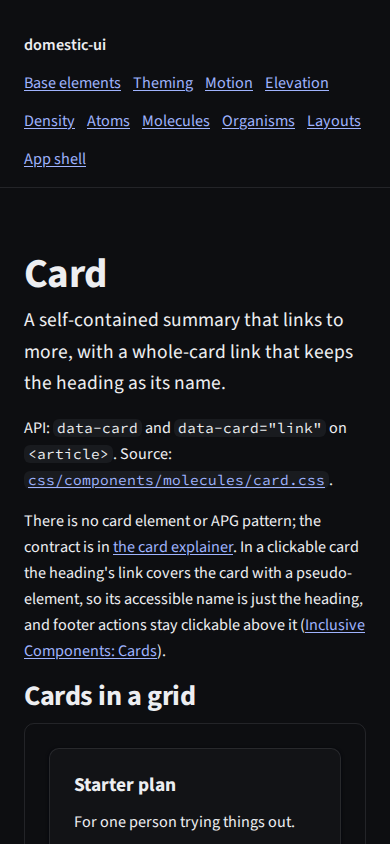 domestic-ui
Base elements Theming Motion Elevation
Density Atoms Molecules Organisms Layouts
App shell
Card
A self-contained summary that links to
more, with a whole-card link that keeps
the heading as its name.
API: data-card and data-card="link" on
<article>. Source:
css/components/molecules/card.css.
There is no card element or APG pattern; the
contract is in the card explainer. In a clickable card
the heading's link covers the card with a pseudo-
element, so its accessible name is just the heading,
and footer actions stay clickable above it (Inclusive
Components: Cards).
Cards in a grid
Starter plan
For one person trying things out.